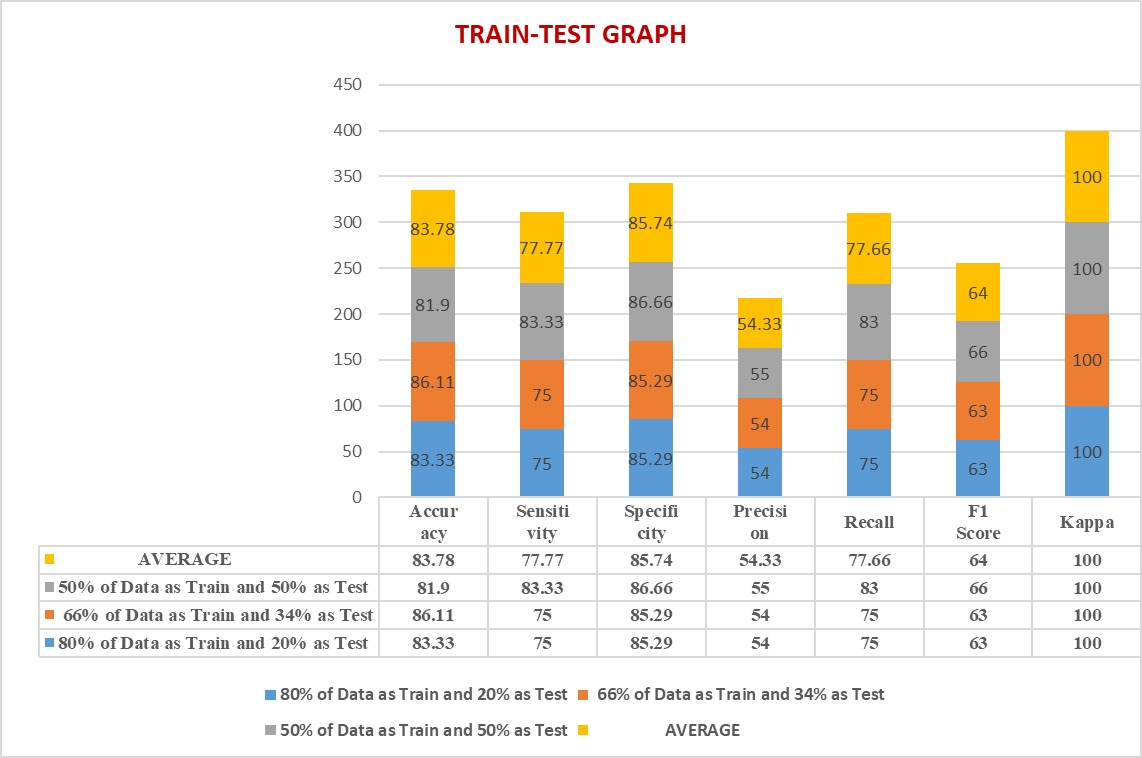 TRAIN-TEST GRAPH
450
400
350
300
250
200
150
100
50
0
83.78 77.77 85.74 54.33 77.66 64 100
81.9 83.33 86.66 55 83 66 100
86.11 75 85.29 54 75 63 100
83.33 75 85.29 54 75 63 100
Accur Sensiti Specifi Precisi Recall F1 Kappa
acy vity city on Score
AVERAGE 83.78 77.77 85.74 54.33 77.66 64 100
50% of Data as Train and 50% as Test 81.9 83.33 86.66 55 83 66 100
66% of Data as Train and 34% as Test 86.11 75 85.29 54 75 63 100
80% of Data as Train and 20% as Test 83.33 75 85.29 54 75 63 100
80% of Data as Train and 20% as Test 66% of Data as Train and 34% as Test
50% of Data as Train and 50% as Test AVERAGE